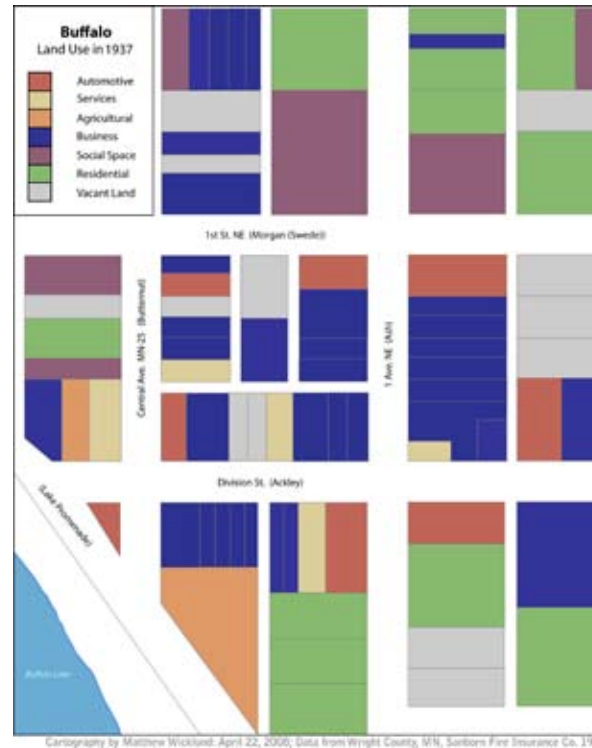 Buffalo
Land Use in 1937
Automotive
Services
Agricultural
Business
Social Space
Residential
Vacant Land
1st St. NE (Morgan (Swede))
Central Ave. MN-25 (Butternut)
1 Ave. NE (Ash)
Division St. (Ackley)
(Lake Promenade)
Buffalo Lake
Cartography by Matthew Wicklund: April 22, 2008; Data from Wright County, MN, Sanborn Fire Insurance Co.